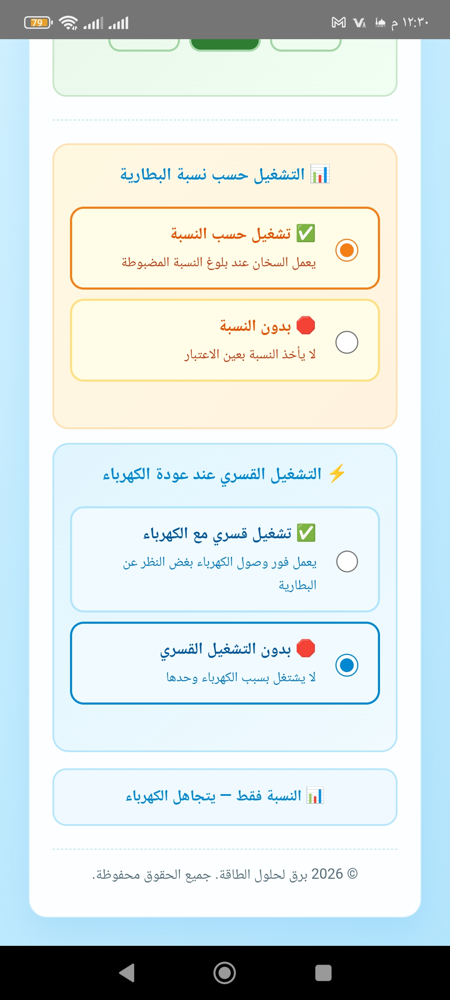 79
١٢:٣٠ م
📊 التشغيل حسب نسبة البطارية
✅ تشغيل حسب النسبة
يعمل السخان عند بلوغ النسبة المضبوطة
🛑 بدون النسبة
لا يأخذ النسبة بعين الاعتبار
⚡ التشغيل القسري عند عودة الكهرباء
✅ تشغيل قسري مع الكهرباء
يعمل فور وصول الكهرباء بغض النظر عن
البطارية
🛑 بدون التشغيل القسري
لا يشتغل بسبب الكهرباء وحدها
📊 النسبة فقط — يتجاهل الكهرباء
© 2026 برق لحلول الطاقة. جميع الحقوق محفوظة.